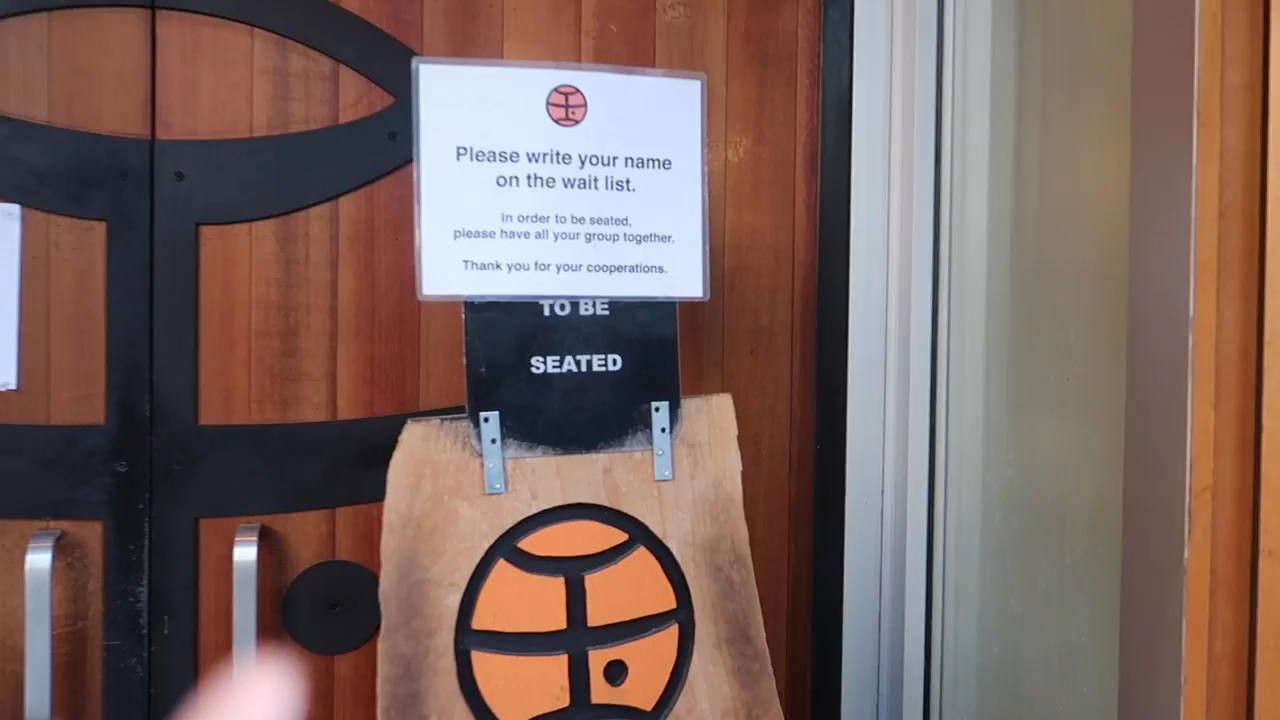 Please write your name
on the wait list.
In order to be seated,
please have all your group together.
Thank you for your cooperations.
TO BE
SEATED